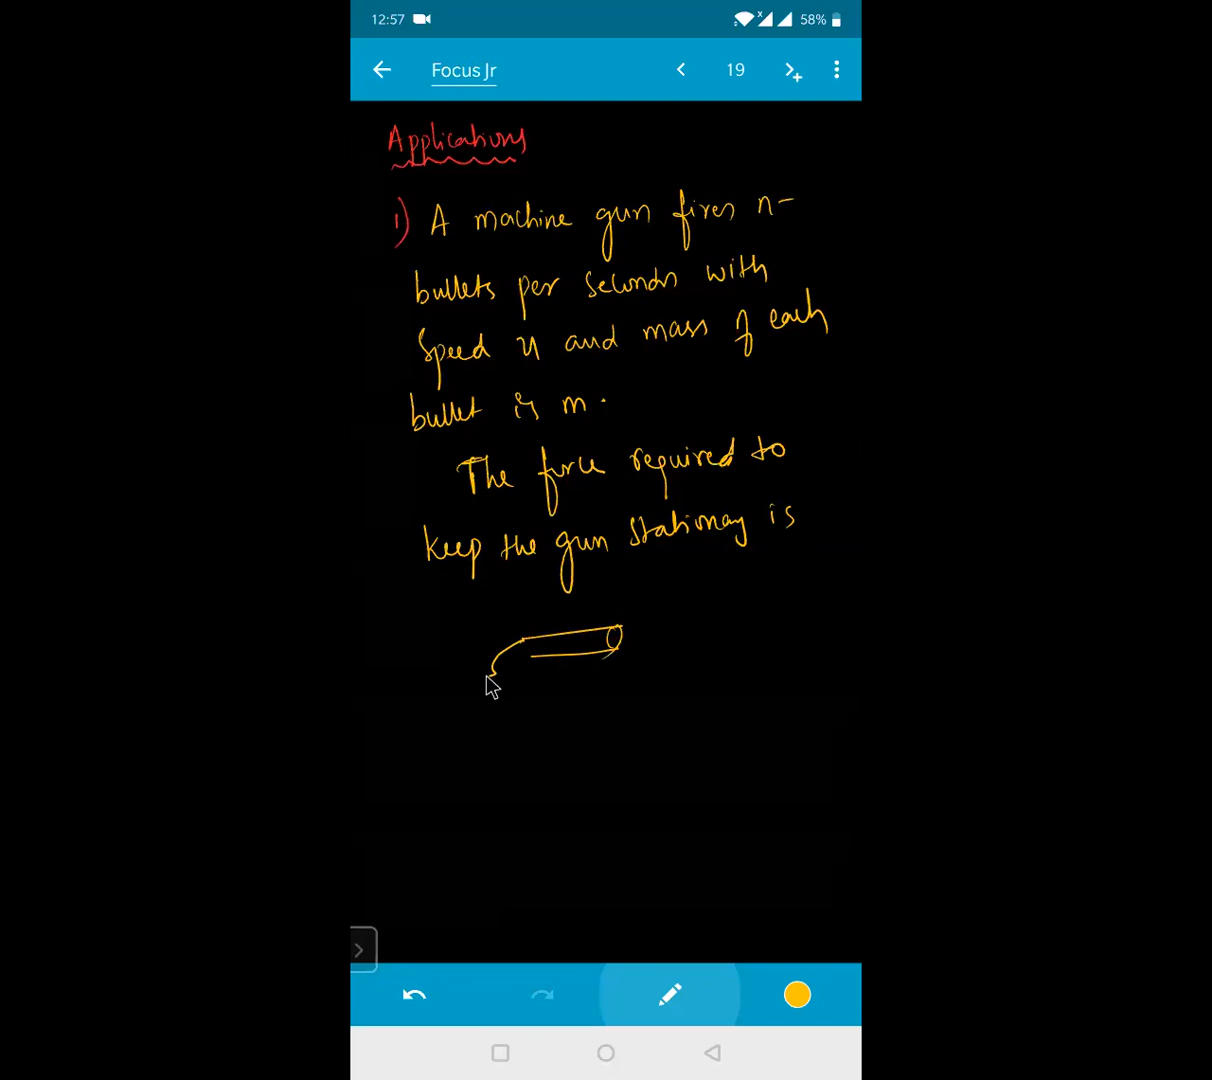 12:57
58%
Focus Jr
19
Applications
1) A machine gun fires n-
bullets per seconds with
speed u and mass of each
bullet is m.
The force required to
keep the gun stationay is